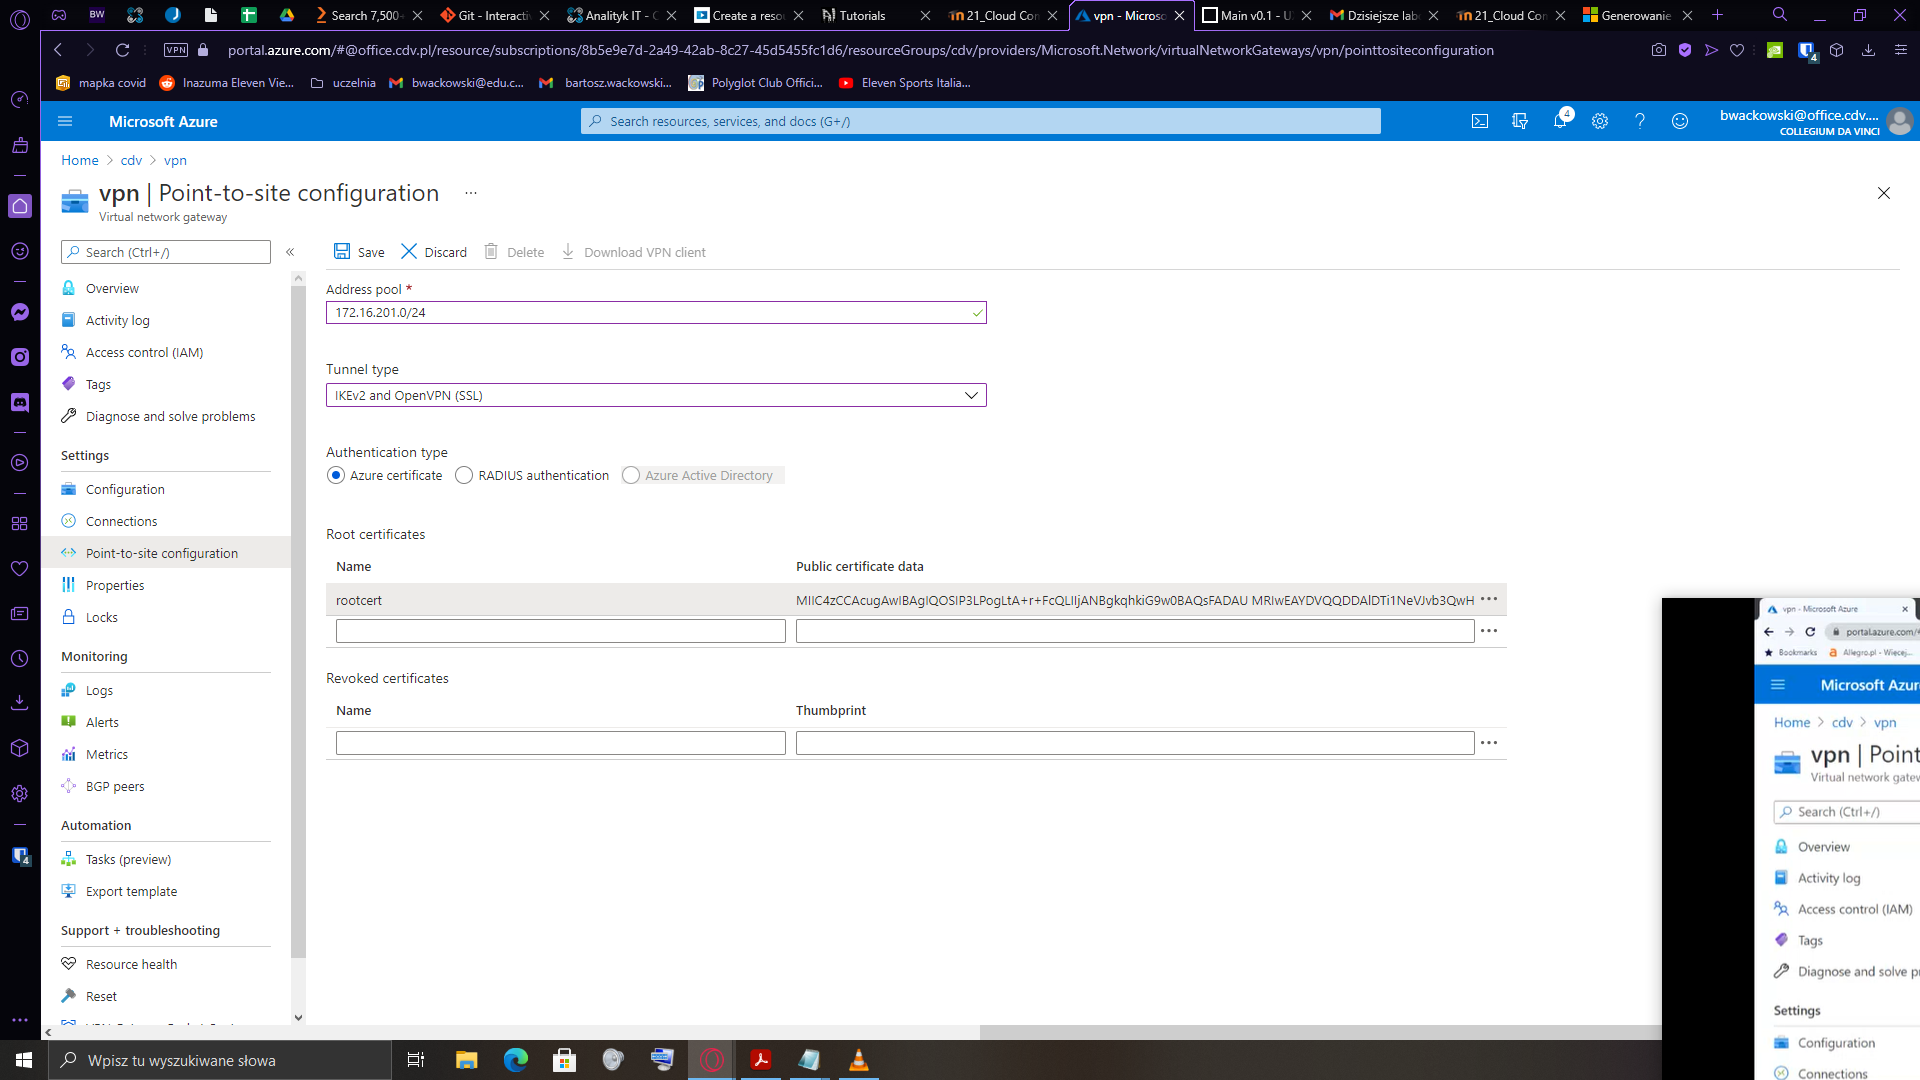 Search 7,500+
Git - Interacti
Analityk IT - C
Create a resou
Tutorials
21_Cloud Con
vpn - Microso
Main v0.1 - U
Dzisiejsze lab
21_Cloud Con
Generowanie
BW
VPN
portal.azure.com/#@office.cdv.pl/resource/subscriptions/8b5e9e7d-2a49-42ab-8c27-45d5455fc1d6/resourceGroups/cdv/providers/Microsoft.Network/virtualNetworkGateways/vpn/pointtositeconfiguration
4
mapka covid
Inazuma Eleven Vie...
uczelnia
bwackowski@edu.c...
bartosz.wackowski...
Polyglot Club Offici...
Eleven Sports Italia...
Microsoft Azure
Search resources, services, and docs (G+/)
4
bwackowski@office.cdv....
COLLEGIUM DA VINCI
Home > cdv > vpn
vpn | Point-to-site configuration ...
Virtual network gateway
Search (Ctrl+/)
«
Save
Discard
Delete
Download VPN client
Overview
Activity log
Access control (IAM)
Tags
Diagnose and solve problems
Settings
Configuration
Connections
Point-to-site configuration
Properties
Locks
Monitoring
Logs
Alerts
Metrics
BGP peers
Automation
Tasks (preview)
Export template
Support + troubleshooting
Resource health
Reset
Address pool *
172.16.201.0/24
Tunnel type
IKEv2 and OpenVPN (SSL)
Authentication type
Azure certificate
RADIUS authentication
Azure Active Directory
Root certificates
Name
Public certificate data
rootcert
MIIC4zCCAcugAwIBAgIQOSIP3LPogLtA+r+FcQLIIjANBgkqhkiG9w0BAQsFADAU MRIwEAYDVQQDDAlDTi1NeVJvb3QwH
Revoked certificates
Name
Thumbprint
4
vpn - Microsoft Azure
portal.azure.com/#
Bookmarks
Allegro.pl - Więcej...
Microsoft Azur
Home > cdv > vpn
vpn | Point
Virtual network gatew
Search (Ctrl+/)
Overview
Activity log
Access control (IAM)
Tags
Diagnose and solve pr
Settings
Configuration
Connections
Wpisz tu wyszukiwane słowa